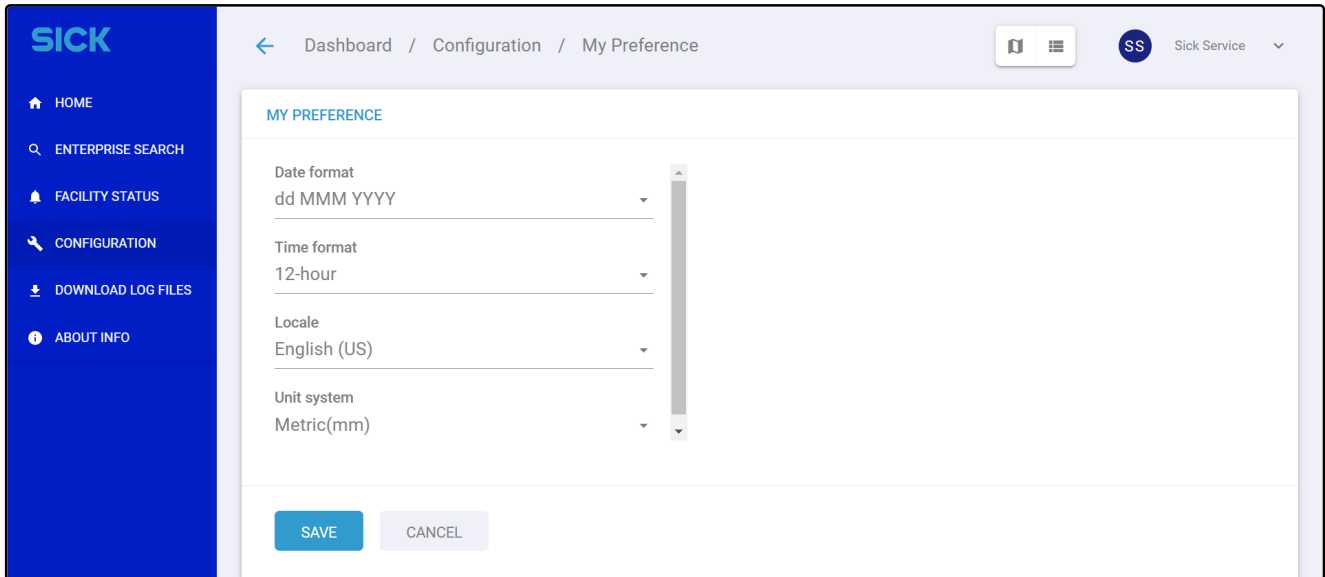 SICK
Dashboard / Configuration / My Preference
SS
Sick Service
HOME
ENTERPRISE SEARCH
FACILITY STATUS
CONFIGURATION
DOWNLOAD LOG FILES
ABOUT INFO
MY PREFERENCE
Date format
dd MMM YYYY
Time format
12-hour
Locale
English (US)
Unit system
Metric(mm)
SAVE
CANCEL